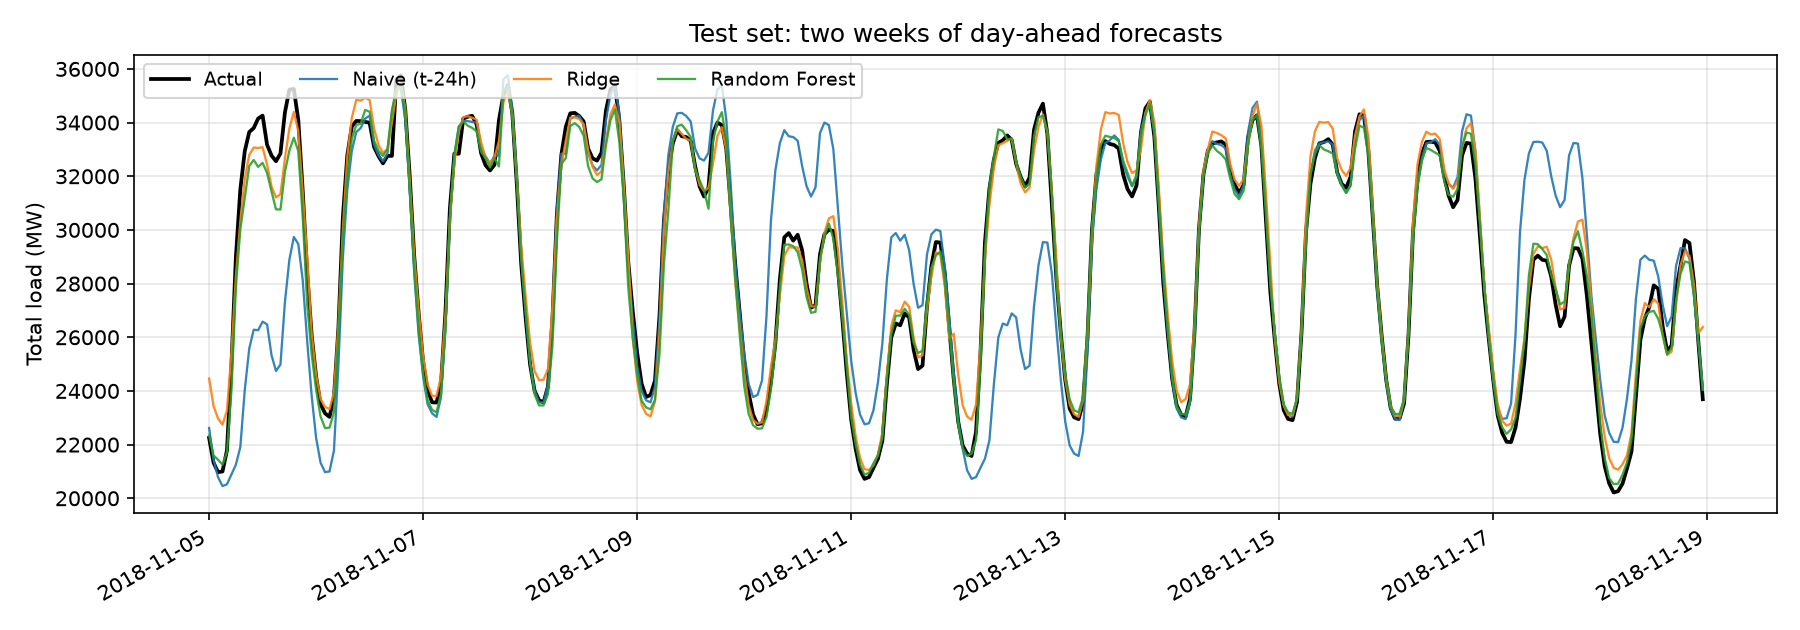 Test set: two weeks of day-ahead forecasts
Actual Naive (t-24h) Ridge Random Forest
Total load (MW)
36000
34000
32000
30000
28000
26000
24000
22000
20000
2018-11-05 2018-11-07 2018-11-09 2018-11-11 2018-11-13 2018-11-15 2018-11-17 2018-11-19